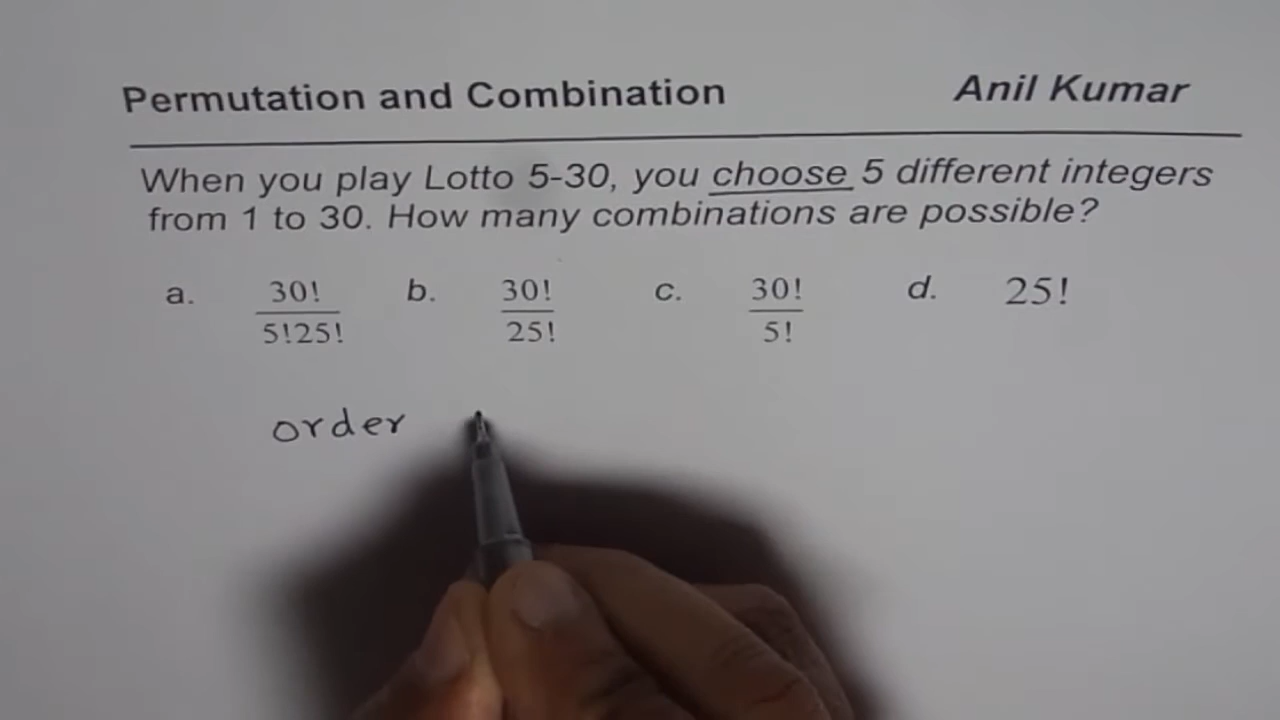 Permutation and Combination Anil Kumar
When you play Lotto 5-30, you choose 5 different integers
from 1 to 30. How many combinations are possible?
a. 30!/5!25! b. 30!/25! c. 30!/5! d. 25!
order